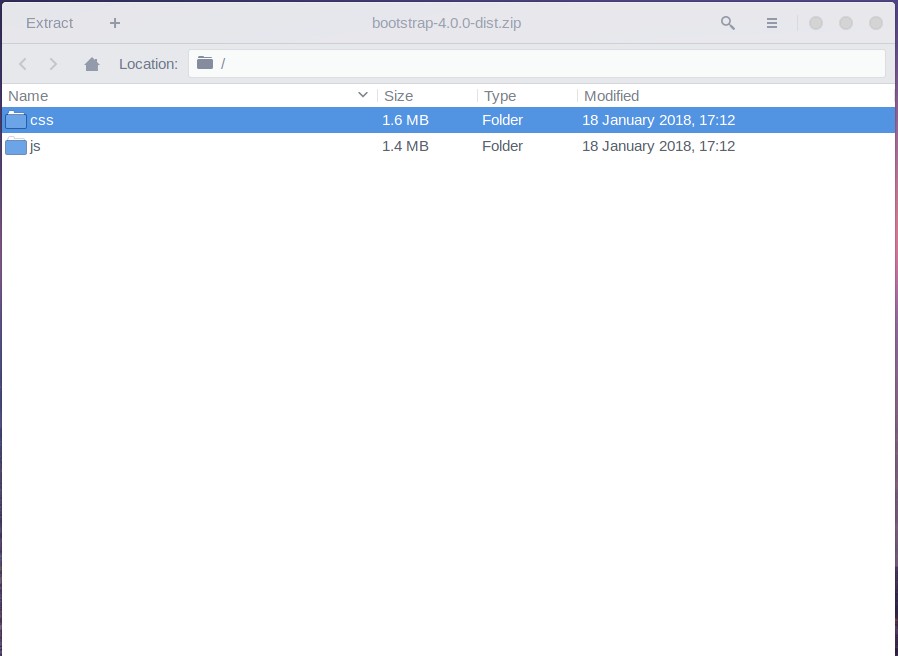 Extract + bootstrap-4.0.0-dist.zip
Location: /
Name Size Type Modified
css 1.6 MB Folder 18 January 2018, 17:12
js 1.4 MB Folder 18 January 2018, 17:12